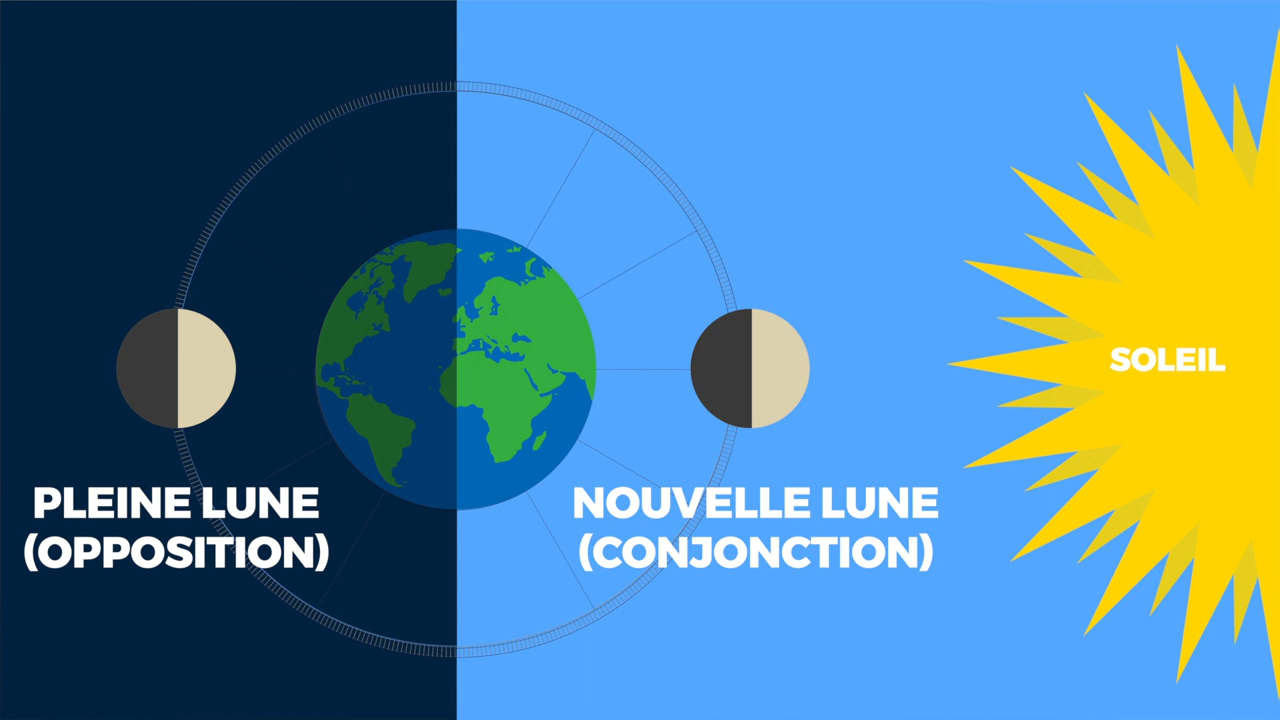 SOLEIL
PLEINE LUNE
(OPPOSITION)
NOUVELLE LUNE
(CONJONCTION)